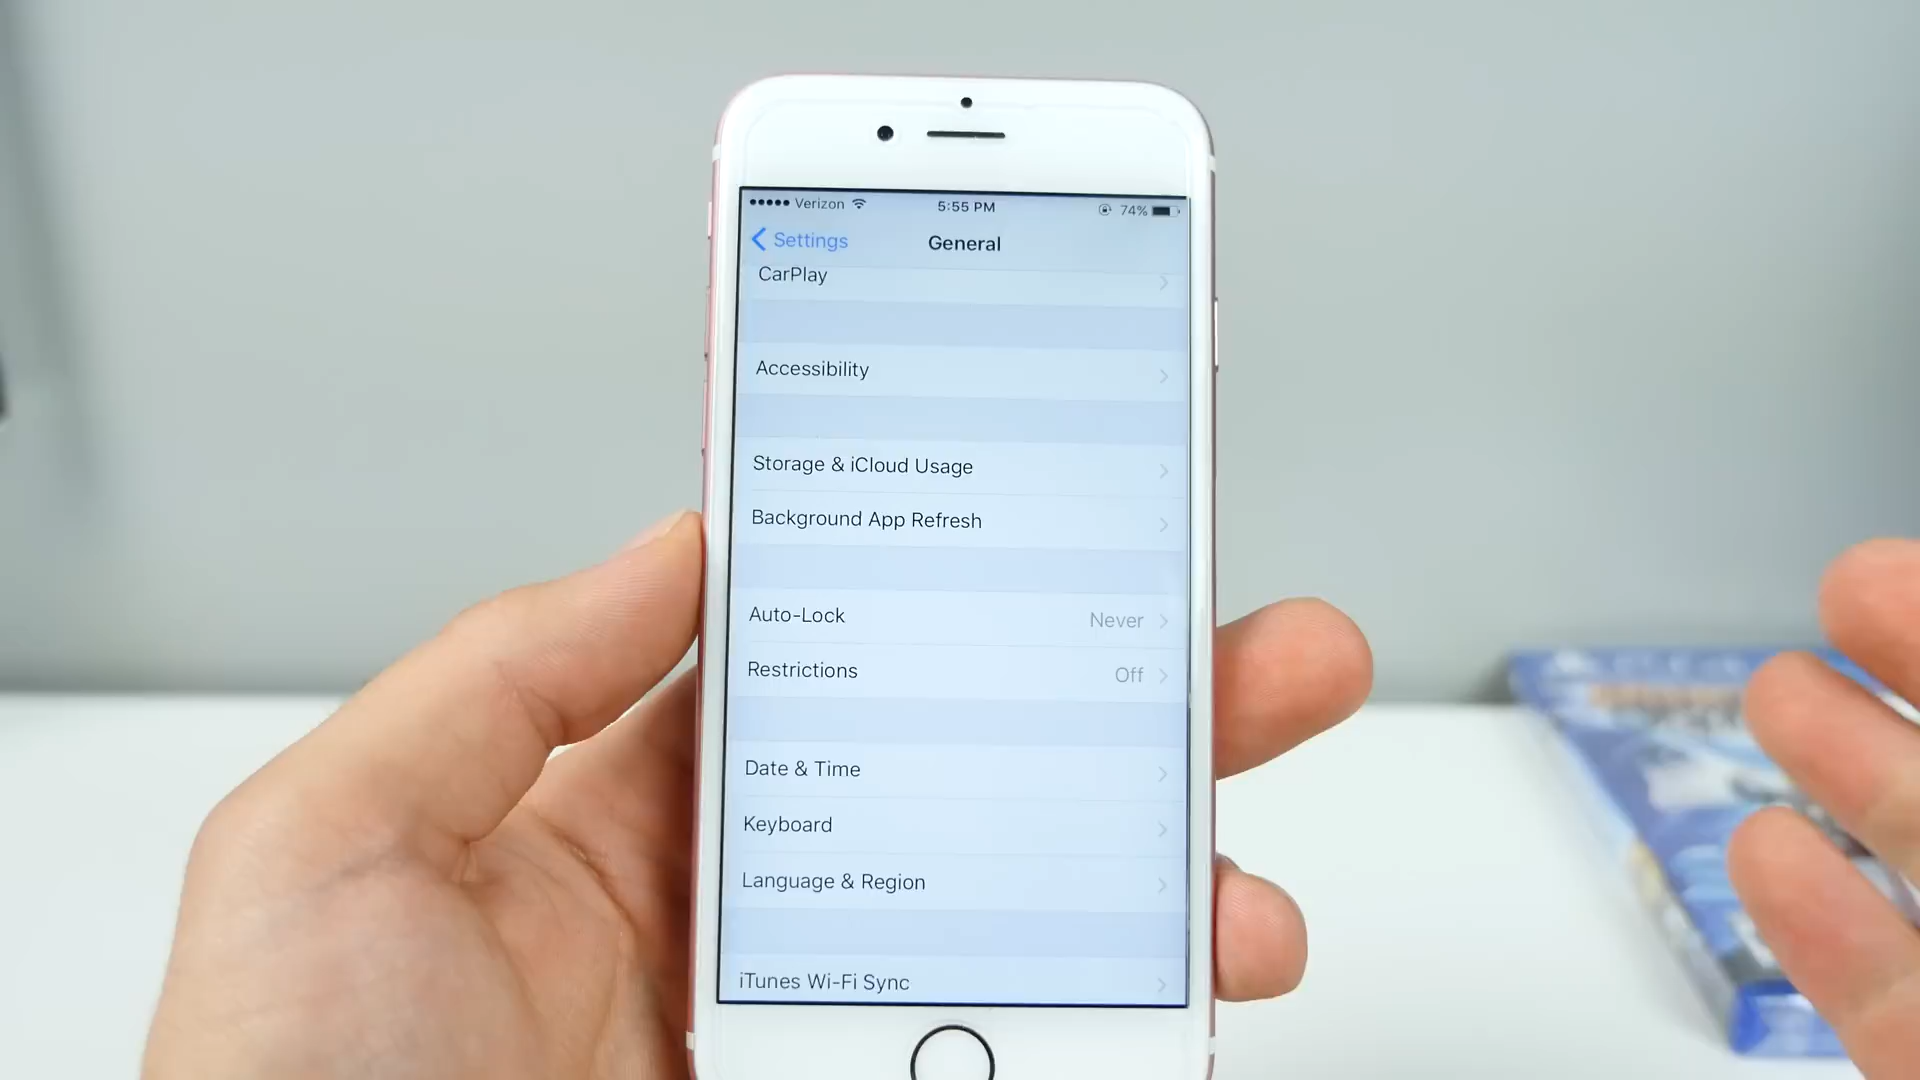 Verizon 5:55 PM 74%
Settings General
CarPlay
Accessibility
Storage & iCloud Usage
Background App Refresh
Auto-Lock Never
Restrictions Off
Date & Time
Keyboard
Language & Region
iTunes Wi-Fi Sync